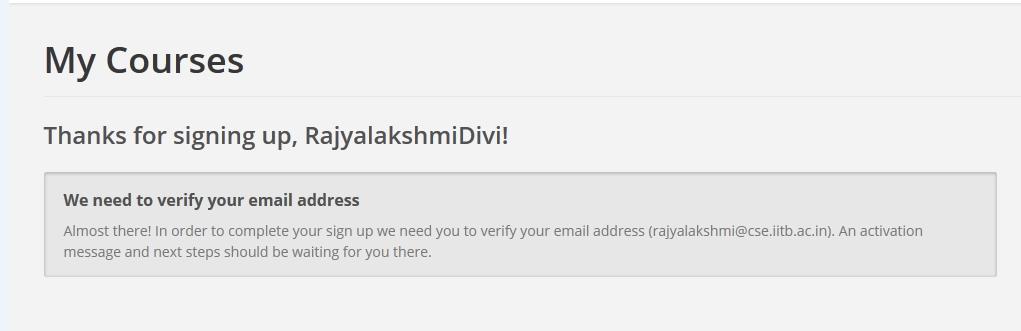 My Courses
Thanks for signing up, RajyalakshmiDivi!
We need to verify your email address
Almost there! In order to complete your sign up we need you to verify your email address (rajyalakshmi@cse.iitb.ac.in). An activation
message and next steps should be waiting for you there.